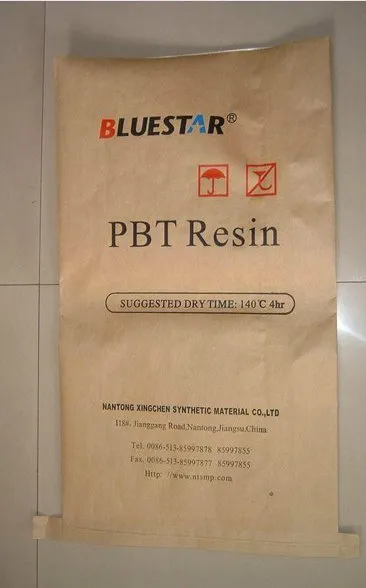 BLUESTAR®
PBT Resin
SUGGESTED DRY TIME: 140℃ 4hr
NANTONG XINGCHEN SYNTHETIC MATERIAL CO.,LTD
118#. Jianggang Road,Nantong,Jiangsu,China
Tel. 0086-513-85997878 85997855
Fax. 0086-513-85997877 85997855
Http: //www.ntsmp.com